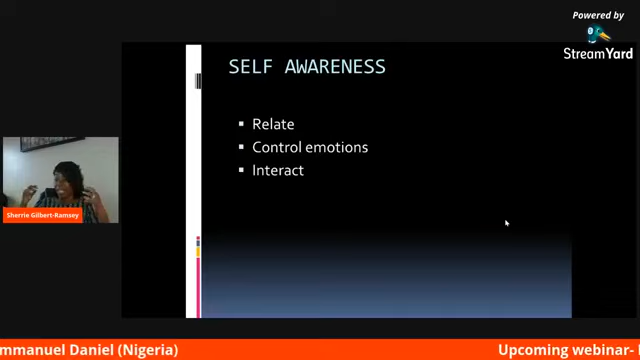 Powered by
StreamYard
SELF AWARENESS
Relate
Control emotions
Interact
Sherrie Gilbert-Ramsey
mmanuel Daniel (Nigeria)
Upcoming webinar-